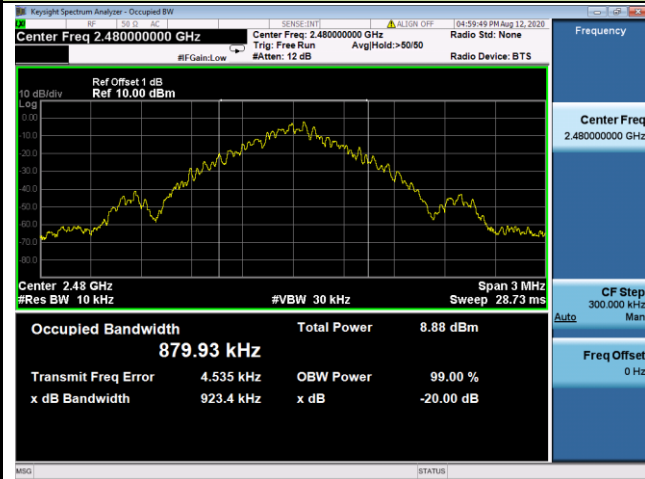 Keysight Spectrum Analyzer - Occupied BW
RF 50 Ω AC SENSE:INT ALIGN OFF 04:59:49 PM Aug 12, 2020
Center Freq 2.480000000 GHz Center Freq: 2.480000000 GHz Radio Std: None
Trig: Free Run Avg|Hold:>50/50
#IFGain:Low #Atten: 12 dB Radio Device: BTS
Frequency
Ref Offset 1 dB
10 dB/div Ref 10.00 dBm
Log
0.00
-10.0
-20.0
-30.0
-40.0
-50.0
-60.0
-70.0
-80.0
Center Freq
2.480000000 GHz
Center 2.48 GHz Span 3 MHz
#Res BW 10 kHz #VBW 30 kHz Sweep 28.73 ms
CF Step
300.000 kHz
Auto Man
Occupied Bandwidth Total Power 8.88 dBm
879.93 kHz
Transmit Freq Error 4.535 kHz OBW Power 99.00 %
x dB Bandwidth 923.4 kHz x dB -20.00 dB
Freq Offset
0 Hz
MSG STATUS